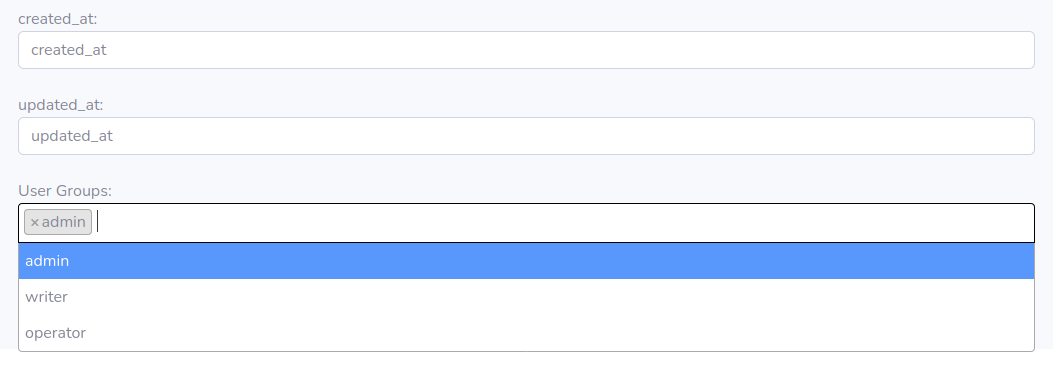 created_at:
created_at
updated_at:
updated_at
User Groups:
×admin
admin
writer
operator